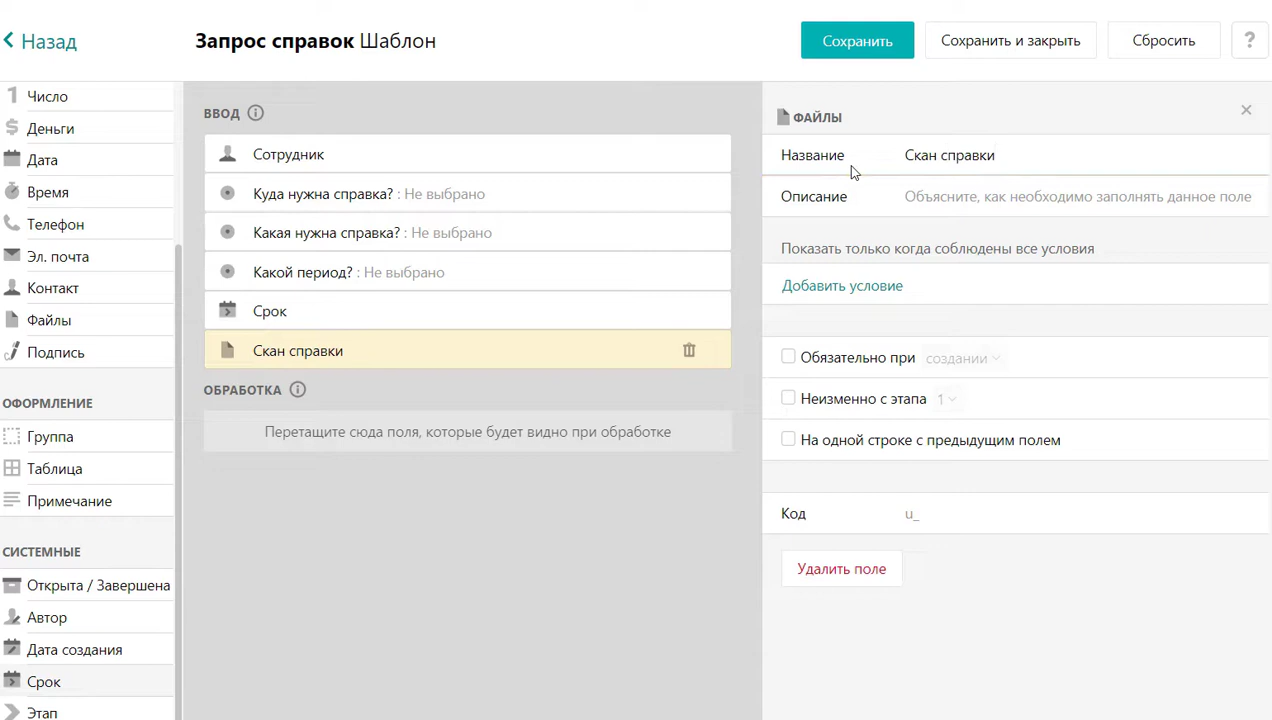 Назад
Запрос справок Шаблон
Сохранить
Сохранить и закрыть
Сбросить
?
Число
Деньги
Дата
Время
Телефон
Эл. почта
Контакт
Файлы
Подпись
ОФОРМЛЕНИЕ
Группа
Таблица
Примечание
СИСТЕМНЫЕ
Открыта / Завершена
Автор
Дата создания
Срок
Этап
ВВОД
Сотрудник
Куда нужна справка? : Не выбрано
Какая нужна справка? : Не выбрано
Какой период? : Не выбрано
Срок
Скан справки
ОБРАБОТКА
Перетащите сюда поля, которые будет видно при обработке
ФАЙЛЫ
Название Скан справки
Описание Объясните, как необходимо заполнять данное поле
Показать только когда соблюдены все условия
Добавить условие
Обязательно при создании
Неизменно с этапа 1
На одной строке с предыдущим полем
Код u_
Удалить поле